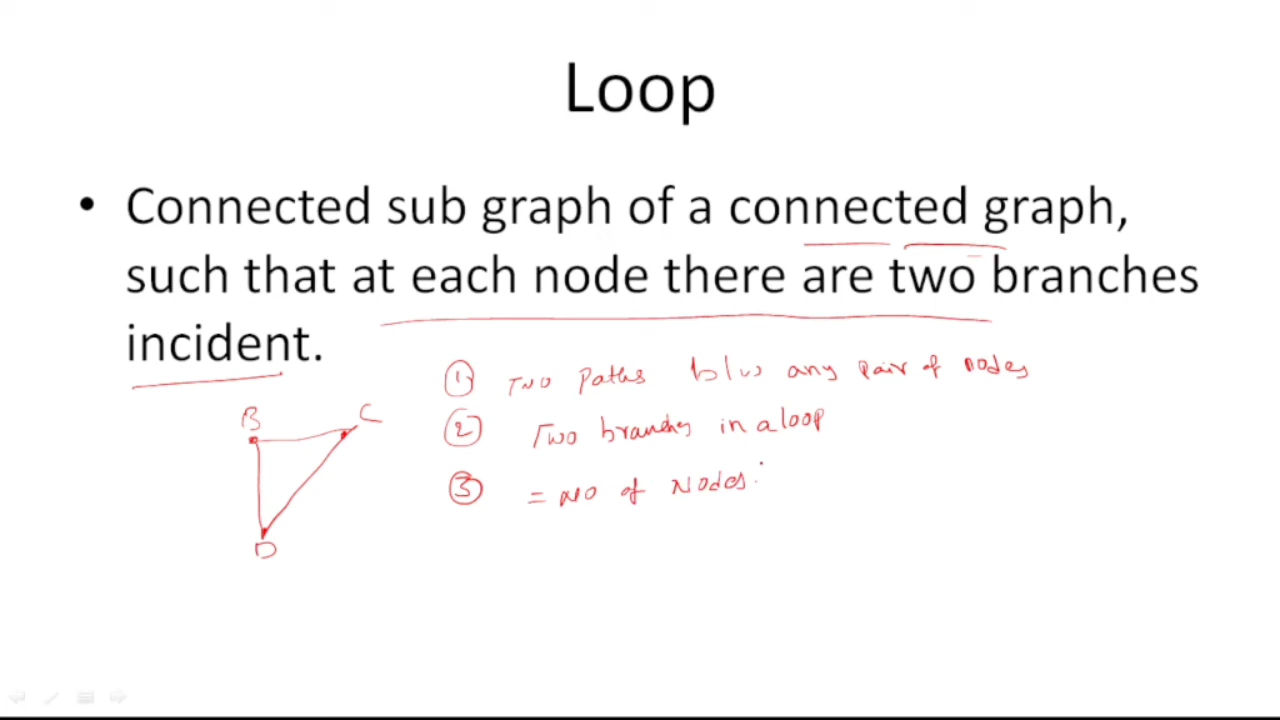 Loop
• Connected sub graph of a connected graph,
such that at each node there are two branches
incident.
① Two paths b/w any pair of nodes
② Two branches in a loop
③ = No of Nodes
B
C
D